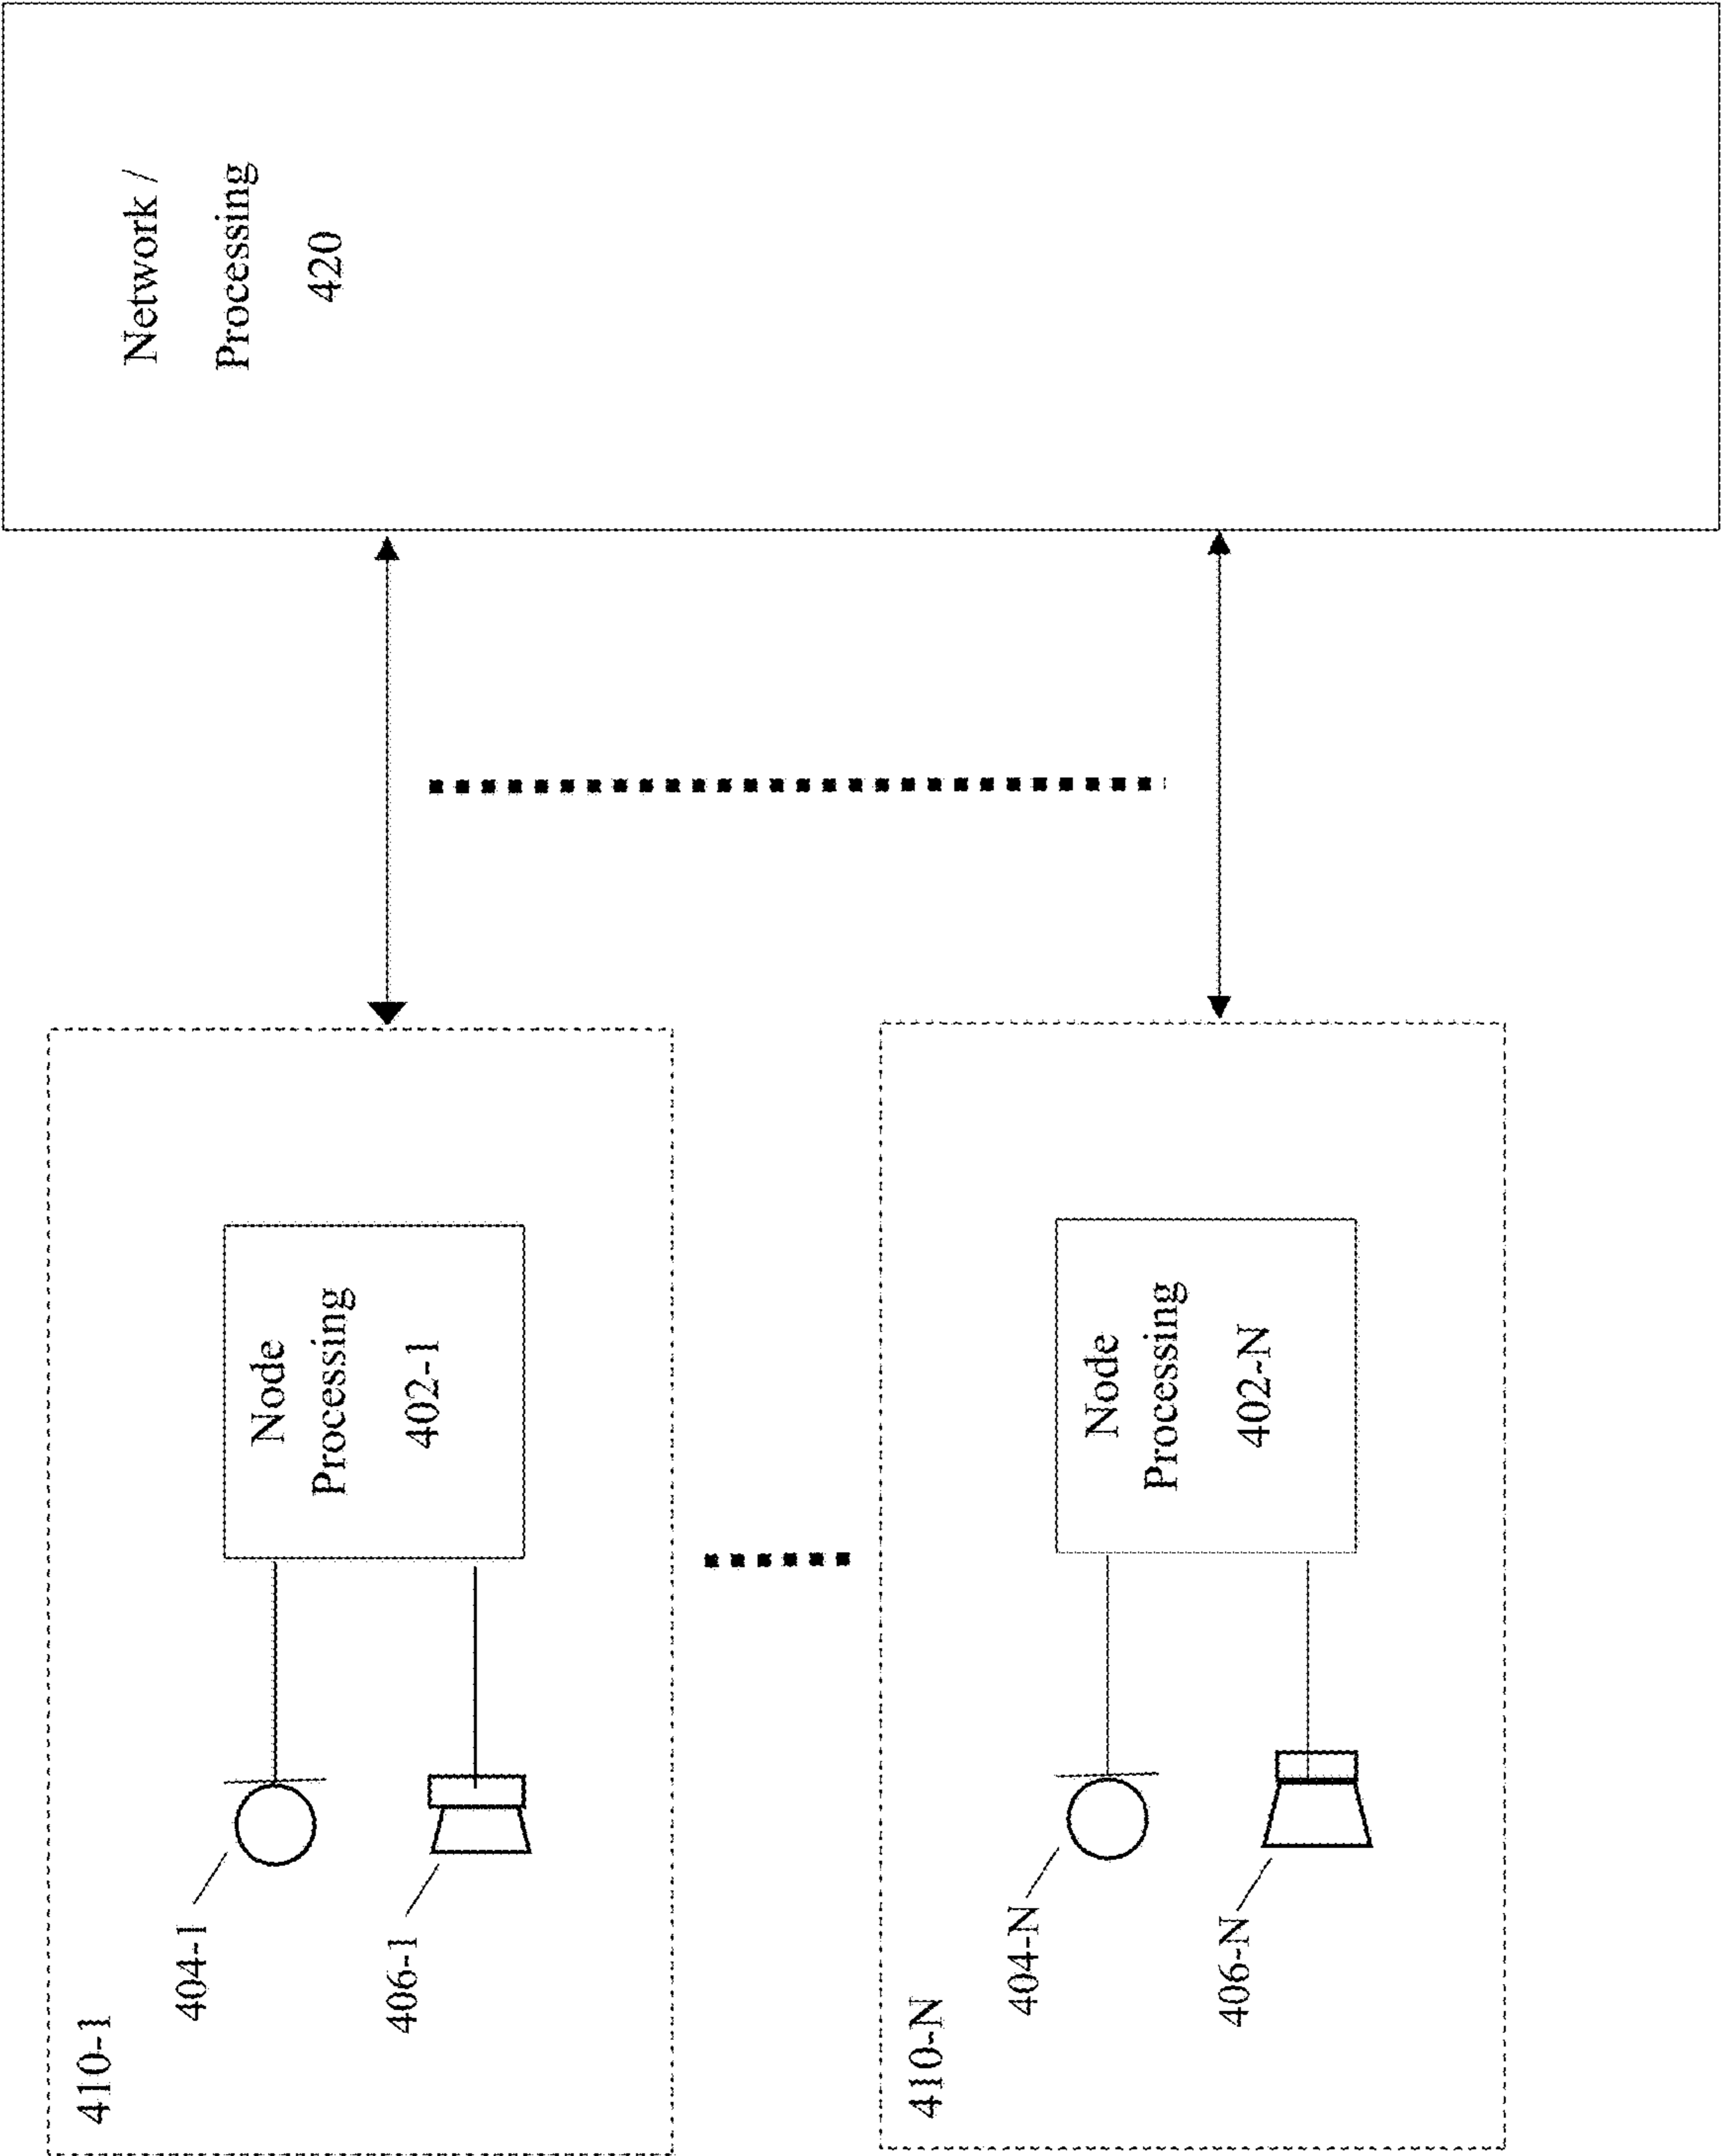 410-1
404-1
406-1
Node
Processing
402-1
410-N
404-N
406-N
Node
Processing
402-N
Network /
Processing
420